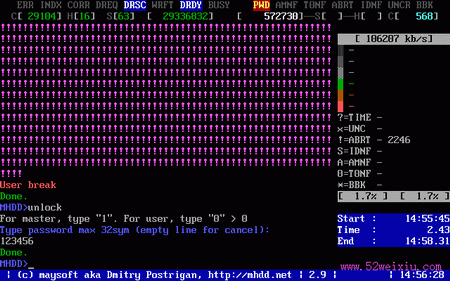 ERR INDX CORR DREQ DRSC WRFT DRDY BUSY PWD AMNF TONF ABRT IDNF UNCR BBK
C[ 29104]H[16] S[63] [ 29336832] [ 572730]—S[ ]—H[ ] C[ 568]
[ 106207 kb/s]
?=TIME -
x=UNC -
!=ABRT - 2246
S=IDNF -
A=AMNF -
0=TONF -
*=BBK -
[ 1.7% ] [ 1.7% ]
User break
Done.
MHDD>unlock
For master, type "1". For user, type "0" > 0
Type password max 32sym (empty line for cancel):
123456
Done.
MHDD>_
Start : 14:55:45
Time : 2.43
End : 14:58.31
www.52weixiu.com
| (c) maysoft aka Dmitry Postrigan, http://mhdd.net | 2.9 | | 14:56:28 |